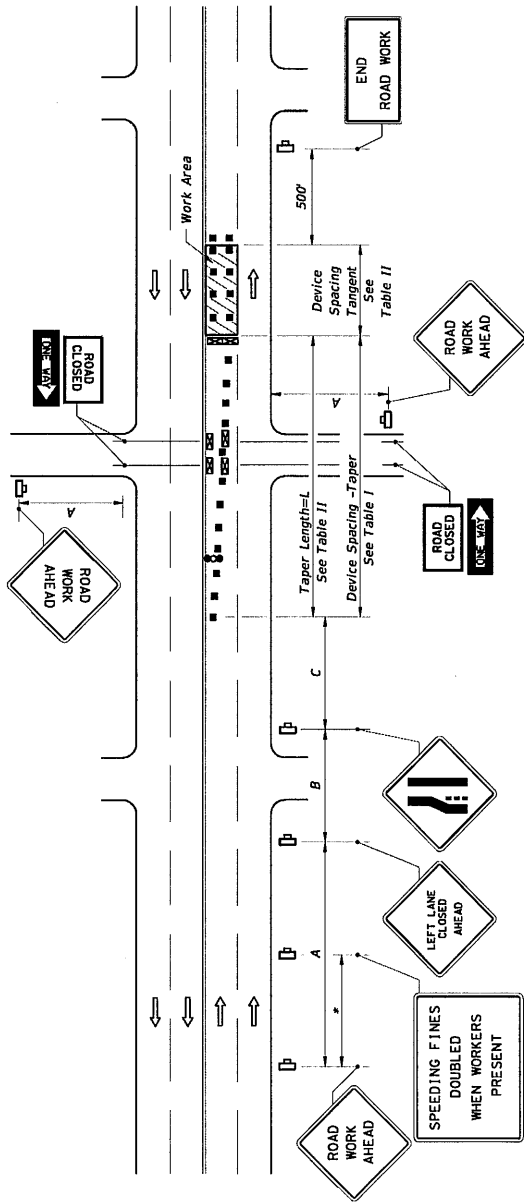 END
ROAD WORK
500'
Work Area
Device
Spacing
Tangent
See
Table II
ROAD
WORK
AHEAD
A
ROAD
CLOSED
ONE WAY
ROAD
CLOSED
ONE WAY
A
ROAD
WORK
AHEAD
Taper Length=L
See Table II
Device Spacing -Taper
See Table I
C
B
A
*
LEFT LANE
CLOSED
AHEAD
SPEEDING FINES
DOUBLED
WHEN WORKERS
PRESENT
ROAD
WORK
AHEAD